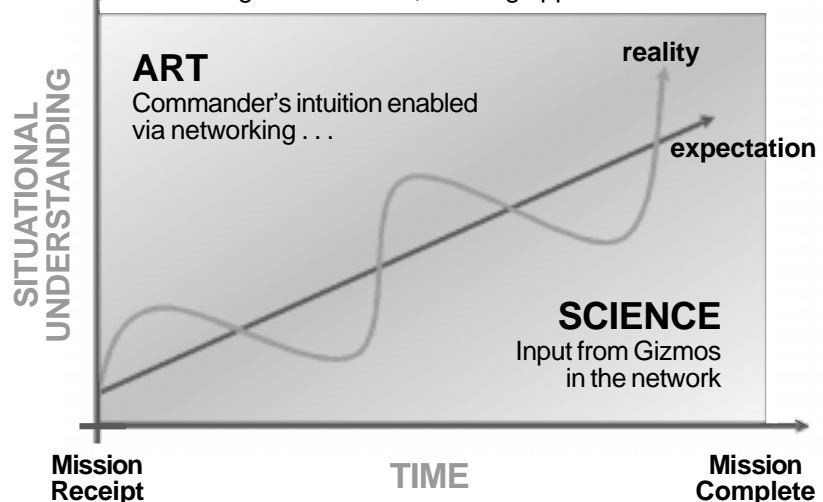 ART
Commander's intuition enabled
via networking . . .
reality
expectation
SITUATIONAL
UNDERSTANDING
SCIENCE
Input from Gizmos
in the network
Mission
Receipt
TIME
Mission
Complete